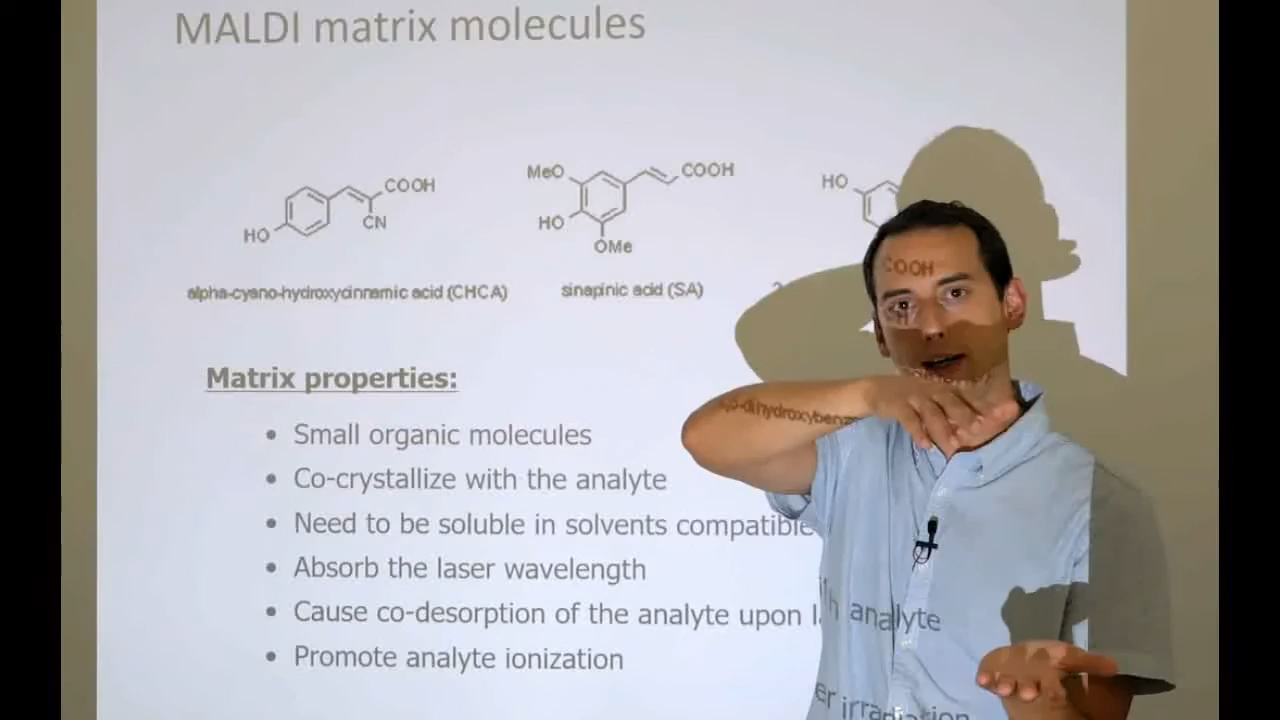 MALDI matrix molecules
COOH
CN
HO
MeO
COOH
HO
OMe
HO
COOH
alpha-cyano-hydroxycinnamic acid (CHCA)
sinapinic acid (SA)
dihydroxybenz
Matrix properties:
• Small organic molecules
• Co-crystallize with the analyte
• Need to be soluble in solvents compatible analyte
• Absorb the laser wavelength
• Cause co-desorption of the analyte upon irradiation
• Promote analyte ionization